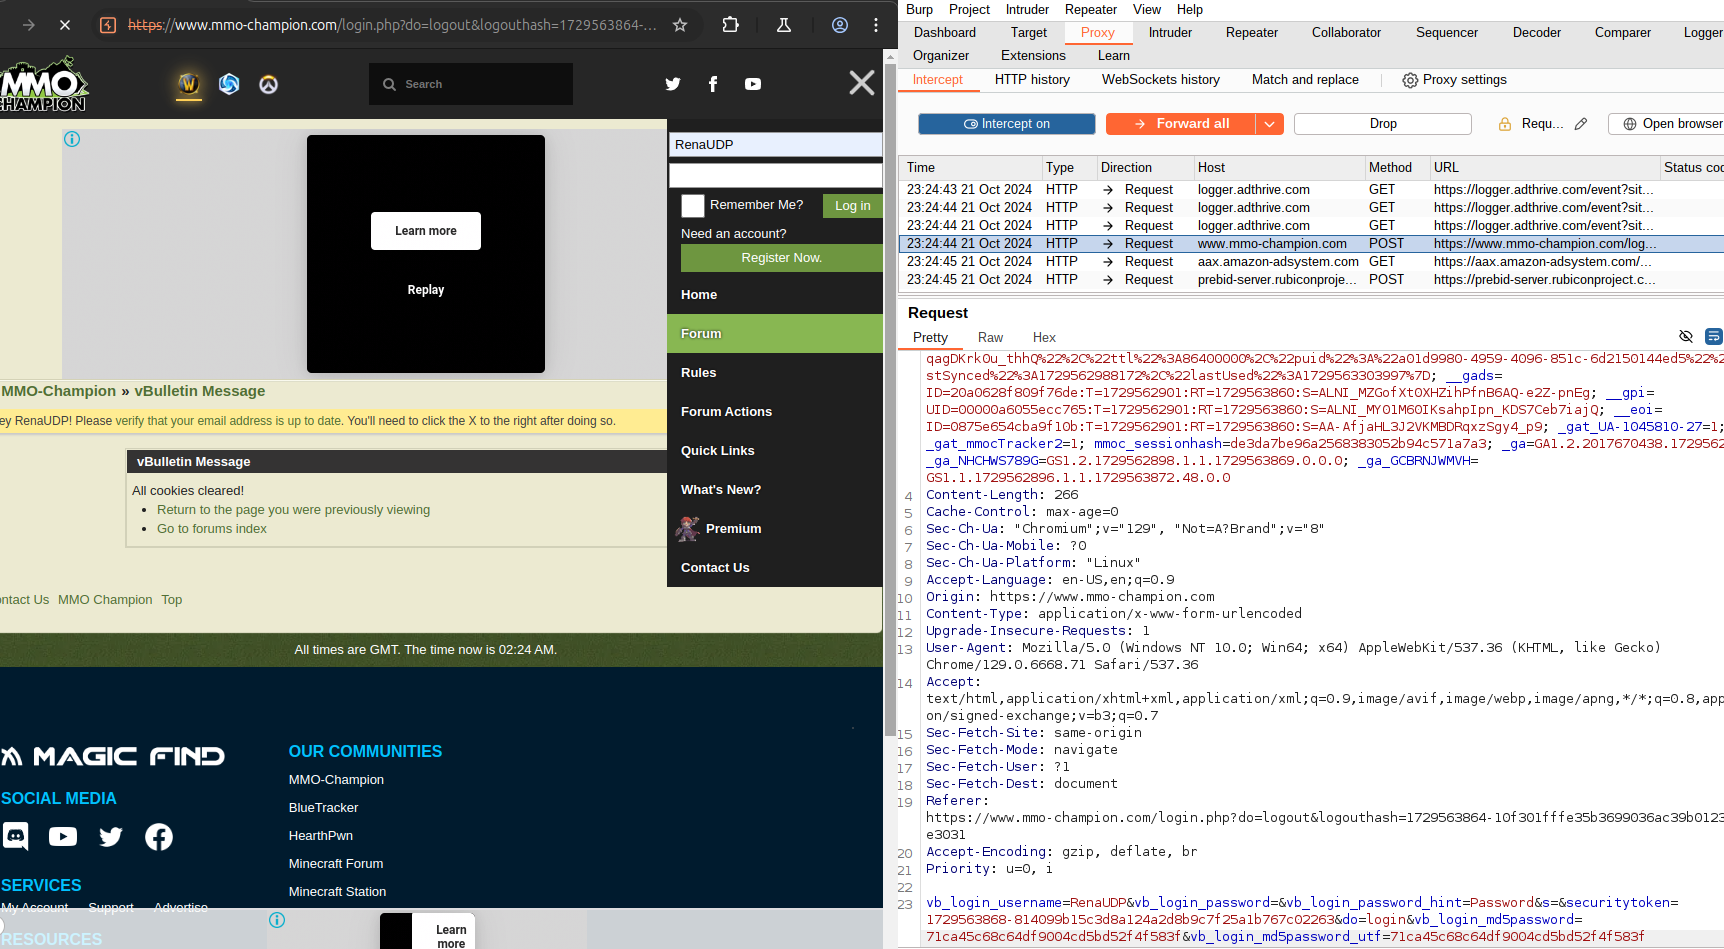 https://www.mmo-champion.com/login.php?do=logout&logouthash=1729563864-...
MMO
CHAMPION
Search
RenaUDP
Remember Me?
Log in
Need an account?
Register Now.
Home
Forum
Rules
Forum Actions
Quick Links
What's New?
Premium
Contact Us
Learn more
Replay
MMO-Champion » vBulletin Message
ey RenaUDP! Please verify that your email address is up to date. You'll need to click the X to the right after doing so.
vBulletin Message
All cookies cleared!
Return to the page you were previously viewing
Go to forums index
ontact Us MMO Champion Top
All times are GMT. The time now is 02:24 AM.
MAGIC FIND
SOCIAL MEDIA
SERVICES
My Account Support Advertise
RESOURCES
OUR COMMUNITIES
MMO-Champion
BlueTracker
HearthPwn
Minecraft Forum
Minecraft Station
Learn
more
Burp Project Intruder Repeater View Help
Dashboard Target Proxy Intruder Repeater Collaborator Sequencer Decoder Comparer Logger
Organizer Extensions Learn
Intercept HTTP history WebSockets history Match and replace Proxy settings
Intercept on Forward all Drop Requ... Open browser
Time Type Direction Host Method URL Status cod
23:24:43 21 Oct 2024 HTTP → Request logger.adthrive.com GET https://logger.adthrive.com/event?sit...
23:24:44 21 Oct 2024 HTTP → Request logger.adthrive.com GET https://logger.adthrive.com/event?sit...
23:24:44 21 Oct 2024 HTTP → Request logger.adthrive.com GET https://logger.adthrive.com/event?sit...
23:24:44 21 Oct 2024 HTTP → Request www.mmo-champion.com POST https://www.mmo-champion.com/log...
23:24:45 21 Oct 2024 HTTP → Request aax.amazon-adsystem.com GET https://aax.amazon-adsystem.com/...
23:24:45 21 Oct 2024 HTTP → Request prebid-server.rubiconproje... POST https://prebid-server.rubiconproject.c...
Request
Pretty Raw Hex
qagDKrk0u_thhQ%22%2C%22ttl%22%3A86400000%2C%22puid%22%3A%22a01d9980-4959-4096-851c-6d2150144ed5%22%2
stSynced%22%3A1729562988172%2C%22lastUsed%22%3A1729563303997%7D; __gads=
ID=20a0628f809f76de:T=1729562901:RT=1729563860:S=ALNI_MZGofXt0XHZihPfnB6AQ-e2Z-pnEg; __gpi=
UID=00000a6055ecc765:T=1729562901:RT=1729563860:S=ALNI_MY01M60IKsahpIpn_KDS7Ceb7iajQ; __eoi=
ID=0875e654cba9f10b:T=1729562901:RT=1729563860:S=AA-AfjaHL3J2VKMBDRqxzSgy4_p9; _gat_UA-1045810-27=1;
_gat_mmocTracker2=1; mmoc_sessionhash=de3da7be96a2568383052b94c571a7a3; _ga=GA1.2.2017670438.1729562
_ga_NHCHWS789G=GS1.2.1729562898.1.1.1729563869.0.0.0; _ga_GCBRNJWMVH=
GS1.1.1729562896.1.1.1729563872.48.0.0
4 Content-Length: 266
5 Cache-Control: max-age=0
6 Sec-Ch-Ua: "Chromium";v="129", "Not=A?Brand";v="8"
7 Sec-Ch-Ua-Mobile: ?0
8 Sec-Ch-Ua-Platform: "Linux"
9 Accept-Language: en-US,en;q=0.9
10 Origin: https://www.mmo-champion.com
11 Content-Type: application/x-www-form-urlencoded
12 Upgrade-Insecure-Requests: 1
13 User-Agent: Mozilla/5.0 (Windows NT 10.0; Win64; x64) AppleWebKit/537.36 (KHTML, like Gecko)
Chrome/129.0.6668.71 Safari/537.36
14 Accept:
text/html,application/xhtml+xml,application/xml;q=0.9,image/avif,image/webp,image/apng,*/*;q=0.8,app
on/signed-exchange;v=b3;q=0.7
15 Sec-Fetch-Site: same-origin
16 Sec-Fetch-Mode: navigate
17 Sec-Fetch-User: ?1
18 Sec-Fetch-Dest: document
19 Referer:
https://www.mmo-champion.com/login.php?do=logout&logouthash=1729563864-10f301fffe35b3699036ac39b0123
e3031
20 Accept-Encoding: gzip, deflate, br
21 Priority: u=0, i
22
23 vb_login_username=RenaUDP&vb_login_password=&vb_login_password_hint=Password&s=&securitytoken=
1729563868-814099b15c3d8a124a2d8b9c7f25a1b767c02263&do=login&vb_login_md5password=
71ca45c68c64df9004cd5bd52f4f583f&vb_login_md5password_utf=71ca45c68c64df9004cd5bd52f4f583f